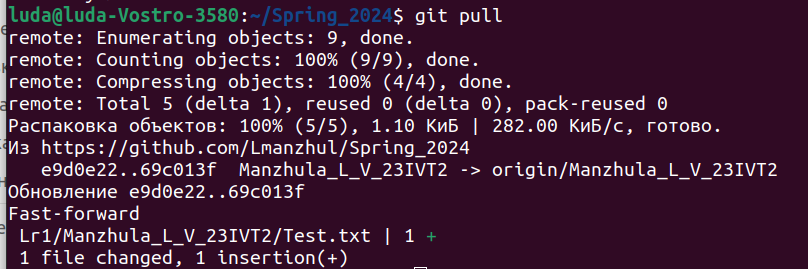 luda@luda-Vostro-3580:~/Spring_2024$ git pull
remote: Enumerating objects: 9, done.
remote: Counting objects: 100% (9/9), done.
remote: Compressing objects: 100% (4/4), done.
remote: Total 5 (delta 1), reused 0 (delta 0), pack-reused 0
Распаковка объектов: 100% (5/5), 1.10 КиБ | 282.00 КиБ/с, готово.
Из https://github.com/Lmanzhul/Spring_2024
   e9d0e22..69c013f  Manzhula_L_V_23IVT2 -> origin/Manzhula_L_V_23IVT2
Обновление e9d0e22..69c013f
Fast-forward
 Lr1/Manzhula_L_V_23IVT2/Test.txt | 1 +
 1 file changed, 1 insertion(+)